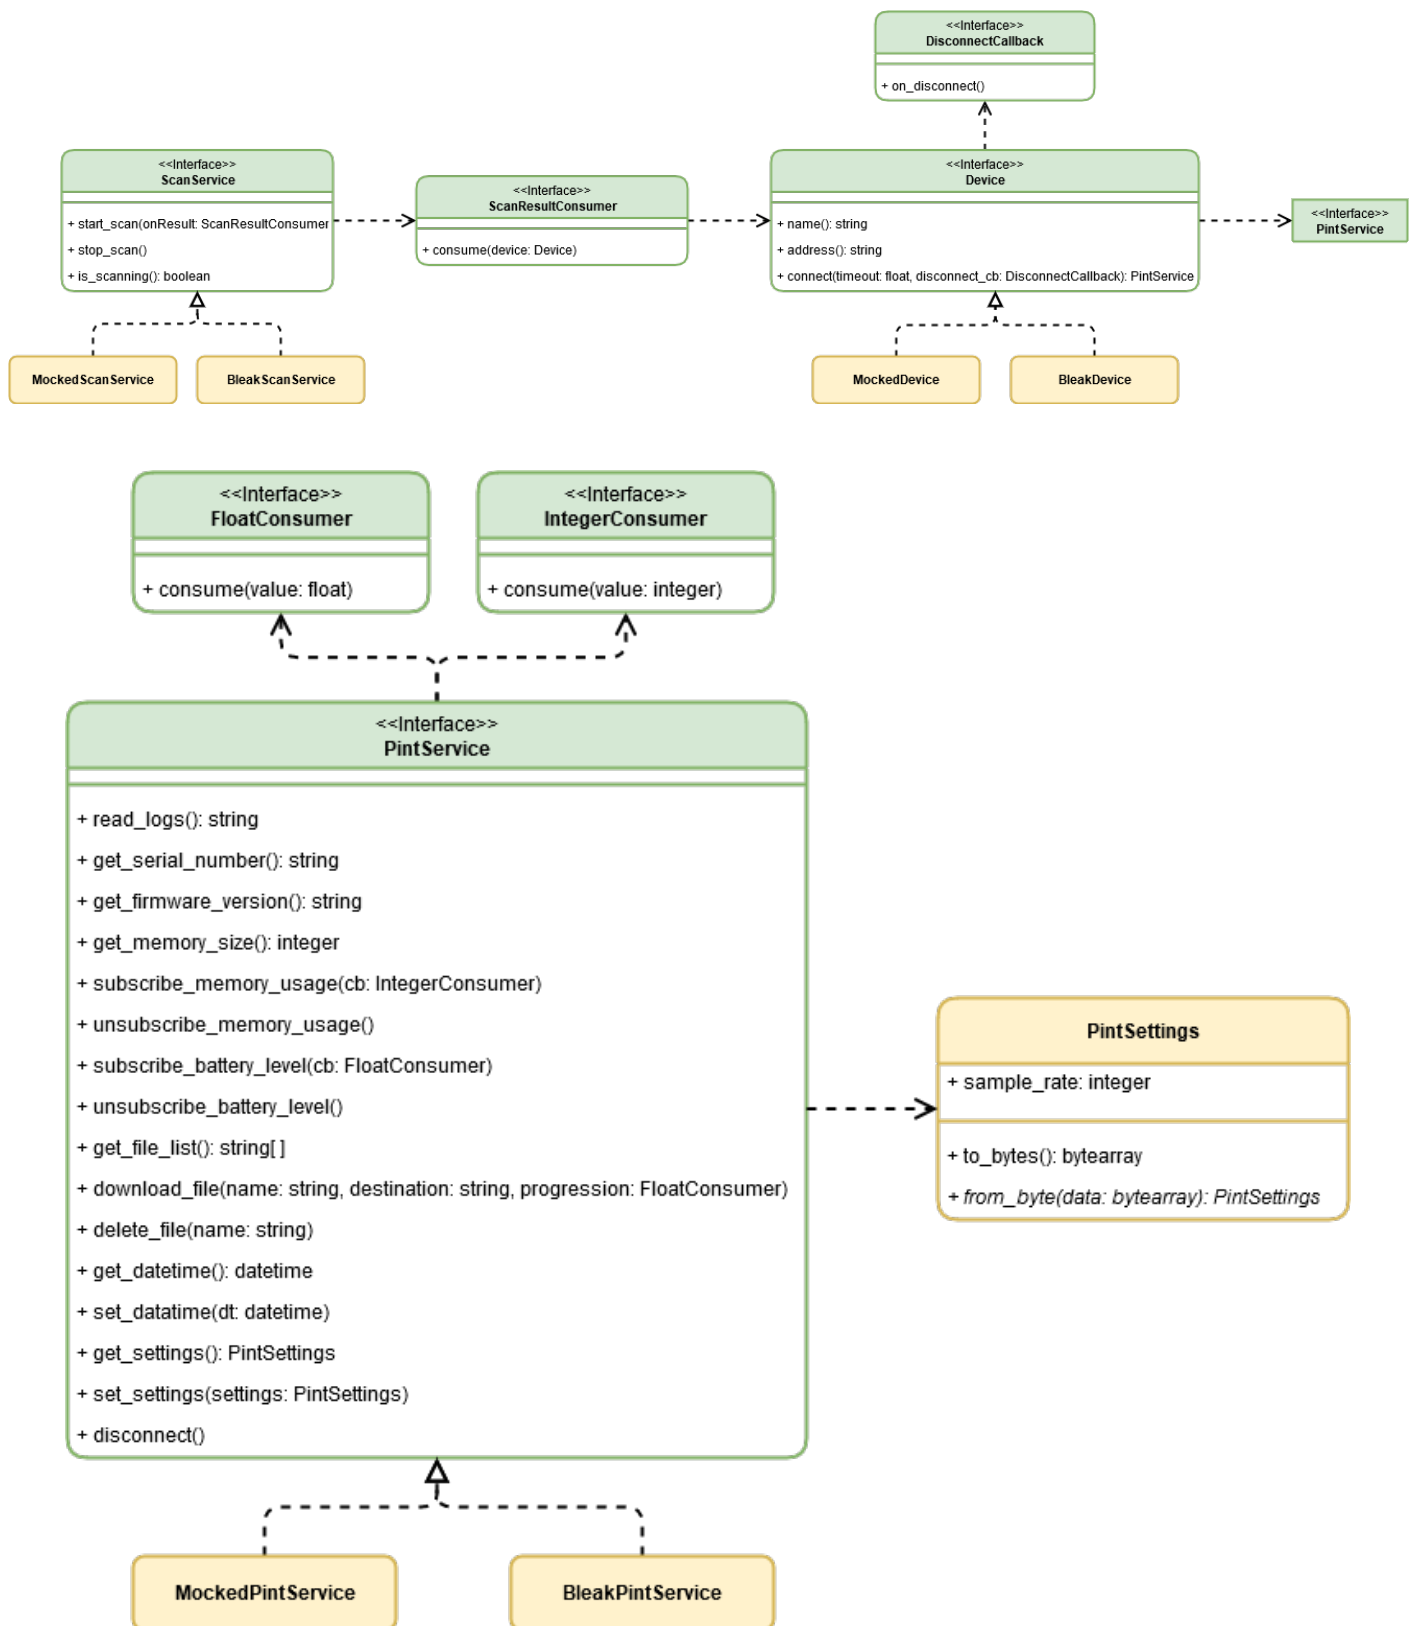 <<Interface>>
DisconnectCallback
+ on_disconnect()
<<Interface>>
ScanService
+ start_scan(onResult: ScanResultConsumer
+ stop_scan()
+ is_scanning(): boolean
<<Interface>>
ScanResultConsumer
+ consume(device: Device)
<<Interface>>
Device
+ name(): string
+ address(): string
+ connect(timeout: float, disconnect_cb: DisconnectCallback): PintService
<<Interface>>
PintService
MockedScanService
BleakScanService
MockedDevice
BleakDevice
<<Interface>>
FloatConsumer
+ consume(value: float)
<<Interface>>
IntegerConsumer
+ consume(value: integer)
<<Interface>>
PintService
+ read_logs(): string
+ get_serial_number(): string
+ get_firmware_version(): string
+ get_memory_size(): integer
+ subscribe_memory_usage(cb: IntegerConsumer)
+ unsubscribe_memory_usage()
+ subscribe_battery_level(cb: FloatConsumer)
+ unsubscribe_battery_level()
+ get_file_list(): string[]
+ download_file(name: string, destination: string, progression: FloatConsumer)
+ delete_file(name: string)
+ get_datetime(): datetime
+ set_datatime(dt: datetime)
+ get_settings(): PintSettings
+ set_settings(settings: PintSettings)
+ disconnect()
PintSettings
+ sample_rate: integer
+ to_bytes(): bytearray
+ from_byte(data: bytearray): PintSettings
MockedPintService
BleakPintService